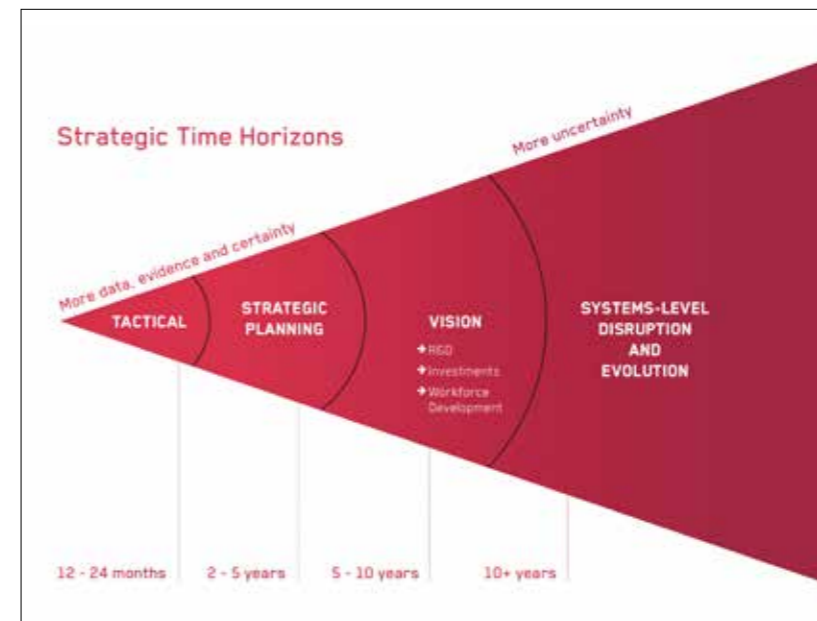 Strategic Time Horizons
More uncertainty
More data, evidence and certainty
TACTICAL
STRATEGIC
PLANNING
VISION
→ R&D
→ Investments
→ Workforce
Development
SYSTEMS-LEVEL
DISRUPTION
AND
EVOLUTION
12 - 24 months
2 - 5 years
5 - 10 years
10+ years